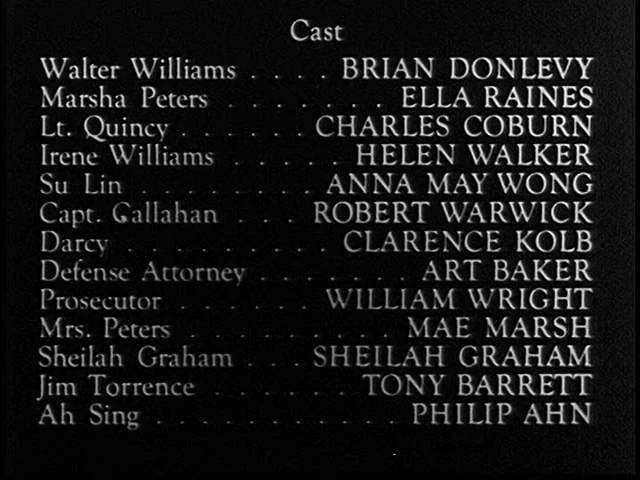 Cast
Walter Williams . . . . BRIAN DONLEVY
Marsha Peters . . . . . . . ELLA RAINES
Lt. Quincy . . . . . . CHARLES COBURN
Irene Williams . . . . . HELEN WALKER
Su Lin . . . . . . . . ANNA MAY WONG
Capt. Gallahan . . . ROBERT WARWICK
Darcy . . . . . . . . . CLARENCE KOLB
Defense Attorney . . . . . . . ART BAKER
Prosecutor . . . . . . WILLIAM WRIGHT
Mrs. Peters . . . . . . . . . MAE MARSH
Sheilah Graham . . . SHEILAH GRAHAM
Jim Torrence . . . . . . TONY BARRETT
Ah Sing . . . . . . . . . . . PHILIP AHN